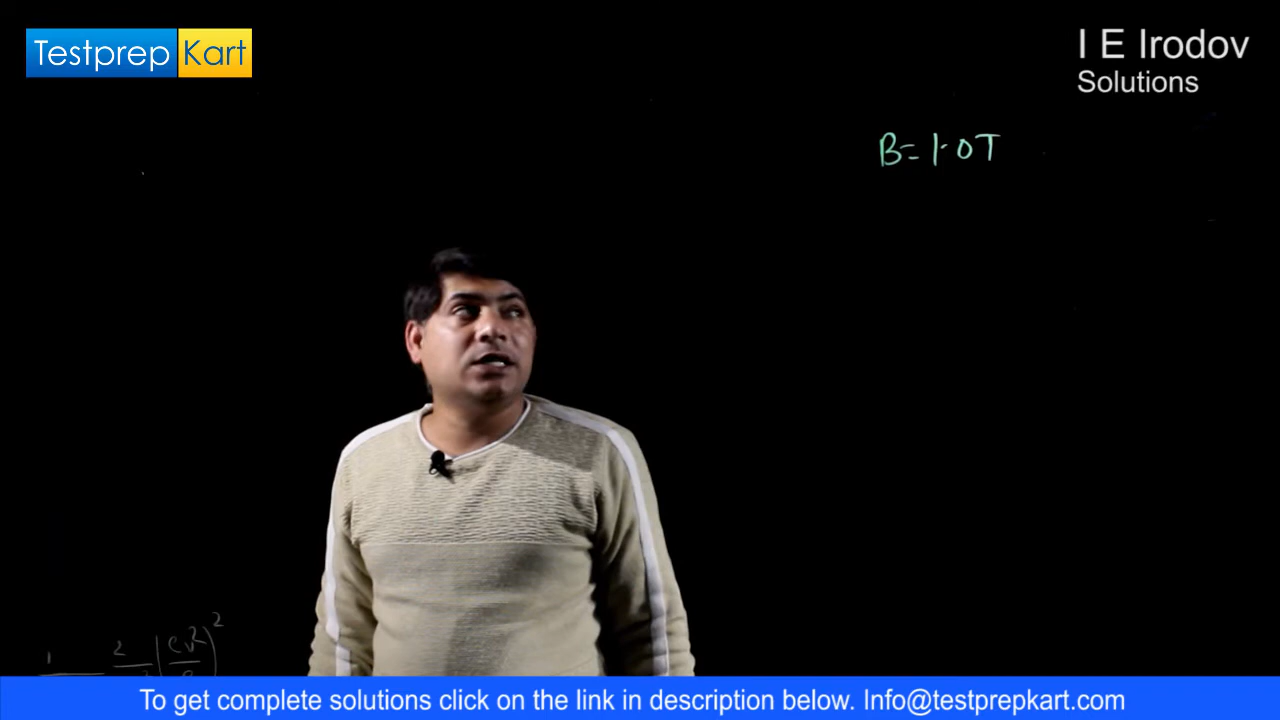 Testprep Kart
I E Irodov
Solutions
B = 1.0T
To get complete solutions click on the link in description below. Info@testprepkart.com